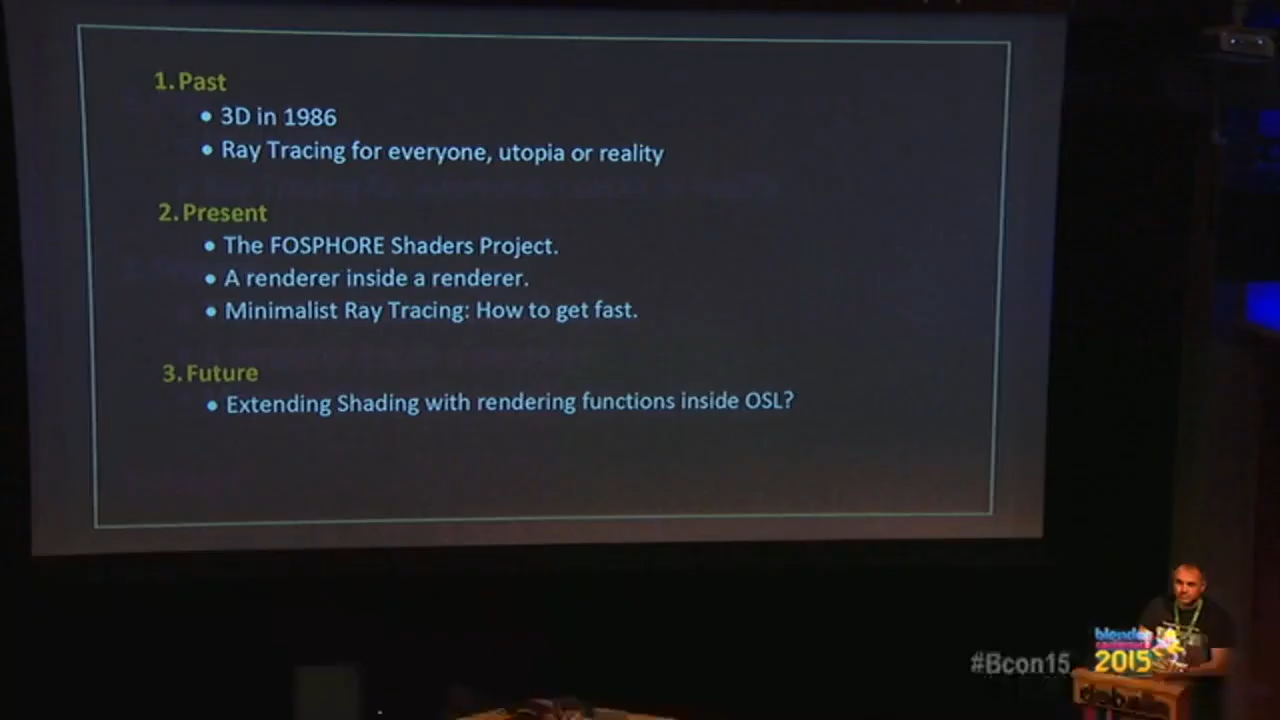 1. Past
• 3D in 1986
• Ray Tracing for everyone, utopia or reality
2. Present
• The FOSPHORE Shaders Project.
• A renderer inside a renderer.
• Minimalist Ray Tracing: How to get fast.
3. Future
• Extending Shading with rendering functions inside OSL?
#Bcon15
blender
2015